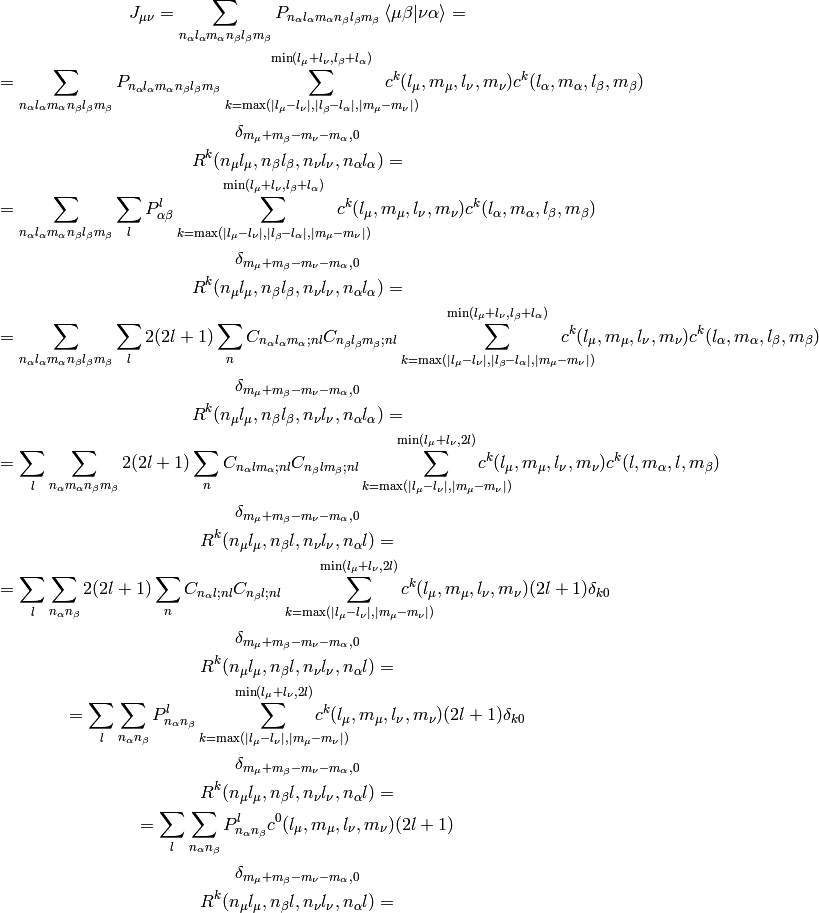 J_{\mu\nu} = \sum_{n_\alpha l_\alpha m_\alpha n_\beta l_\beta m_\beta} P_{n_\alpha l_\alpha m_\alpha n_\beta l_\beta m_\beta} \langle\mu\beta|\nu\alpha\rangle =
= \sum_{n_\alpha l_\alpha m_\alpha n_\beta l_\beta m_\beta} P_{n_\alpha l_\alpha m_\alpha n_\beta l_\beta m_\beta} \sum_{k=\max(|l_\mu-l_\nu|,|l_\beta-l_\alpha|,|m_\mu-m_\nu|)}^{\min(l_\mu+l_\nu,l_\beta+l_\alpha)} c^k(l_\mu, m_\mu, l_\nu, m_\nu) c^k(l_\alpha, m_\alpha, l_\beta, m_\beta)
\delta_{m_\mu+m_\beta-m_\nu-m_\alpha,0}
R^k(n_\mu l_\mu, n_\beta l_\beta, n_\nu l_\nu, n_\alpha l_\alpha) =
= \sum_{n_\alpha l_\alpha m_\alpha n_\beta l_\beta m_\beta} \sum_l P^l_{\alpha\beta} \sum_{k=\max(|l_\mu-l_\nu|,|l_\beta-l_\alpha|,|m_\mu-m_\nu|)}^{\min(l_\mu+l_\nu,l_\beta+l_\alpha)} c^k(l_\mu, m_\mu, l_\nu, m_\nu) c^k(l_\alpha, m_\alpha, l_\beta, m_\beta)
\delta_{m_\mu+m_\beta-m_\nu-m_\alpha,0}
R^k(n_\mu l_\mu, n_\beta l_\beta, n_\nu l_\nu, n_\alpha l_\alpha) =
= \sum_{n_\alpha l_\alpha m_\alpha n_\beta l_\beta m_\beta} \sum_l 2(2l+1) \sum_n C_{n_\alpha l_\alpha m_\alpha;nl} C_{n_\beta l_\beta m_\beta;nl} \sum_{k=\max(|l_\mu-l_\nu|,|l_\beta-l_\alpha|,|m_\mu-m_\nu|)}^{\min(l_\mu+l_\nu,l_\beta+l_\alpha)} c^k(l_\mu, m_\mu, l_\nu, m_\nu) c^k(l_\alpha, m_\alpha, l_\beta, m_\beta)
\delta_{m_\mu+m_\beta-m_\nu-m_\alpha,0}
R^k(n_\mu l_\mu, n_\beta l_\beta, n_\nu l_\nu, n_\alpha l_\alpha) =
= \sum_l \sum_{n_\alpha m_\alpha n_\beta m_\beta} 2(2l+1) \sum_n C_{n_\alpha l m_\alpha;nl} C_{n_\beta l m_\beta;nl} \sum_{k=\max(|l_\mu-l_\nu|,|m_\mu-m_\nu|)}^{\min(l_\mu+l_\nu,2l)} c^k(l_\mu, m_\mu, l_\nu, m_\nu) c^k(l, m_\alpha, l, m_\beta)
\delta_{m_\mu+m_\beta-m_\nu-m_\alpha,0}
R^k(n_\mu l_\mu, n_\beta l, n_\nu l_\nu, n_\alpha l) =
= \sum_l \sum_{n_\alpha n_\beta} 2(2l+1) \sum_n C_{n_\alpha l;nl} C_{n_\beta l;nl} \sum_{k=\max(|l_\mu-l_\nu|,|m_\mu-m_\nu|)}^{\min(l_\mu+l_\nu,2l)} c^k(l_\mu, m_\mu, l_\nu, m_\nu)(2l+1)\delta_{k0}
\delta_{m_\mu+m_\beta-m_\nu-m_\alpha,0}
R^k(n_\mu l_\mu, n_\beta l, n_\nu l_\nu, n_\alpha l) =
= \sum_l \sum_{n_\alpha n_\beta} P^l_{n_\alpha n_\beta} \sum_{k=\max(|l_\mu-l_\nu|,|m_\mu-m_\nu|)}^{\min(l_\mu+l_\nu,2l)} c^k(l_\mu, m_\mu, l_\nu, m_\nu)(2l+1)\delta_{k0}
\delta_{m_\mu+m_\beta-m_\nu-m_\alpha,0}
R^k(n_\mu l_\mu, n_\beta l, n_\nu l_\nu, n_\alpha l) =
= \sum_l \sum_{n_\alpha n_\beta} P^l_{n_\alpha n_\beta} c^0(l_\mu, m_\mu, l_\nu, m_\nu)(2l+1)
\delta_{m_\mu+m_\beta-m_\nu-m_\alpha,0}
R^k(n_\mu l_\mu, n_\beta l, n_\nu l_\nu, n_\alpha l) =